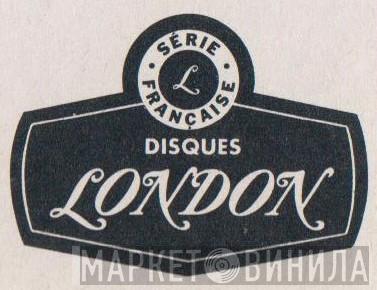 SÉRIE
L
FRANÇAISE
DISQUES
LONDON
МАРКЕТ ВИНИЛА